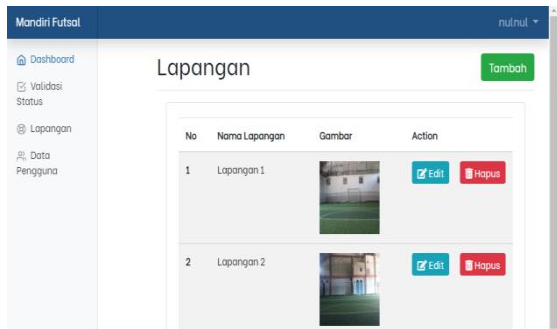 Mandiri Futsal
nulnul
Dashboard
Validasi
Status
Lapangan
Data
Pengguna
Lapangan
Tambah
No Nama Lapangan Gambar Action
1 Lapangan 1 Edit Hapus
2 Lapangan 2 Edit Hapus